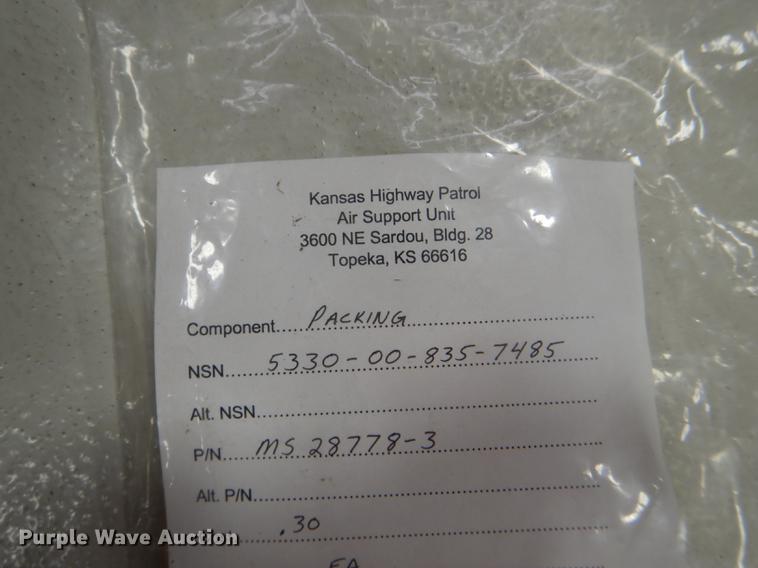 Kansas Highway Patrol
Air Support Unit
3600 NE Sardou, Bldg. 28
Topeka, KS 66616
Component....PACKING
NSN....5330-00-835-7485
Alt. NSN....
P/N....MS 28778-3
Alt. P/N....
.30
EA
Purple Wave Auction